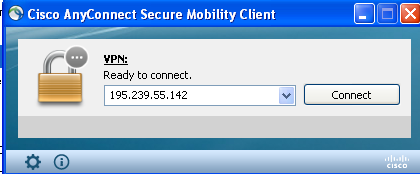 Cisco AnyConnect Secure Mobility Client
VPN:
Ready to connect.
195.239.55.142
Connect
CISCO